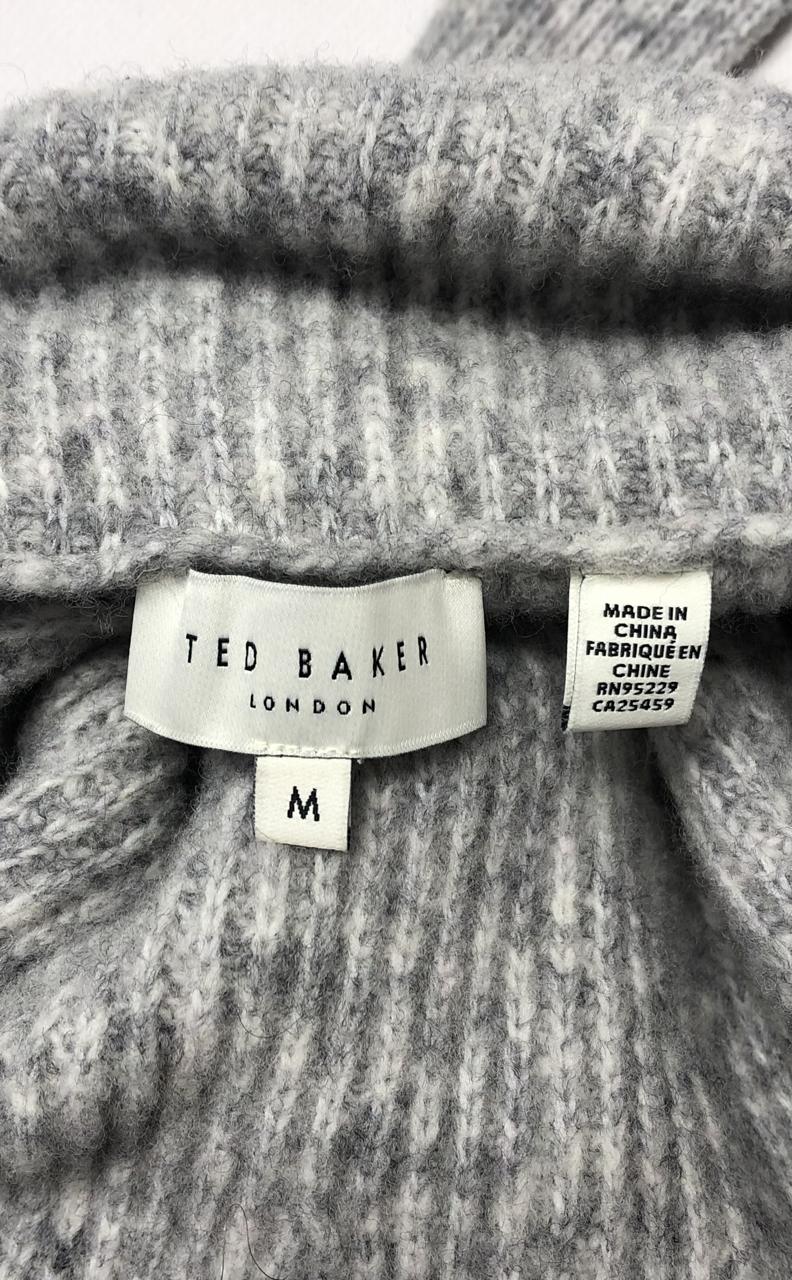 TED BAKER
LONDON
M
MADE IN
CHINA
FABRIQUÉ EN
CHINE
RN95229
CA25459